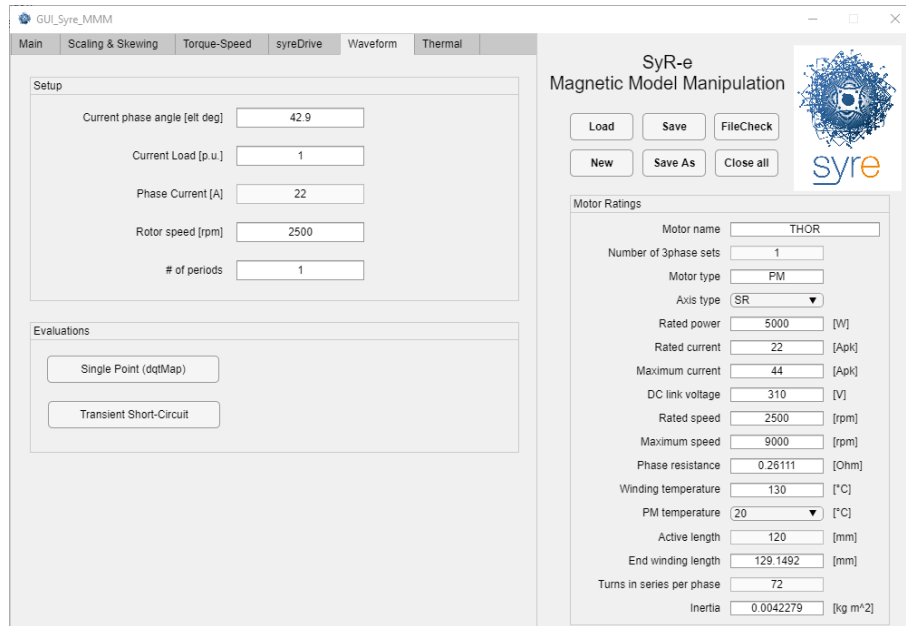 GUI_Syre_MMM
Main Scaling & Skewing Torque-Speed syreDrive Waveform Thermal
Setup
Current phase angle [elt deg] 42.9
Current Load [p.u.] 1
Phase Current [A] 22
Rotor speed [rpm] 2500
# of periods 1
Evaluations
Single Point (dqtMap)
Transient Short-Circuit
SyR-e
Magnetic Model Manipulation
Load Save FileCheck
New Save As Close all
syre
Motor Ratings
Motor name THOR
Number of 3phase sets 1
Motor type PM
Axis type SR
Rated power 5000 [W]
Rated current 22 [Apk]
Maximum current 44 [Apk]
DC link voltage 310 [V]
Rated speed 2500 [rpm]
Maximum speed 9000 [rpm]
Phase resistance 0.26111 [Ohm]
Winding temperature 130 [°C]
PM temperature 20 [°C]
Active length 120 [mm]
End winding length 129.1492 [mm]
Turns in series per phase 72
Inertia 0.0042279 [kg m^2]